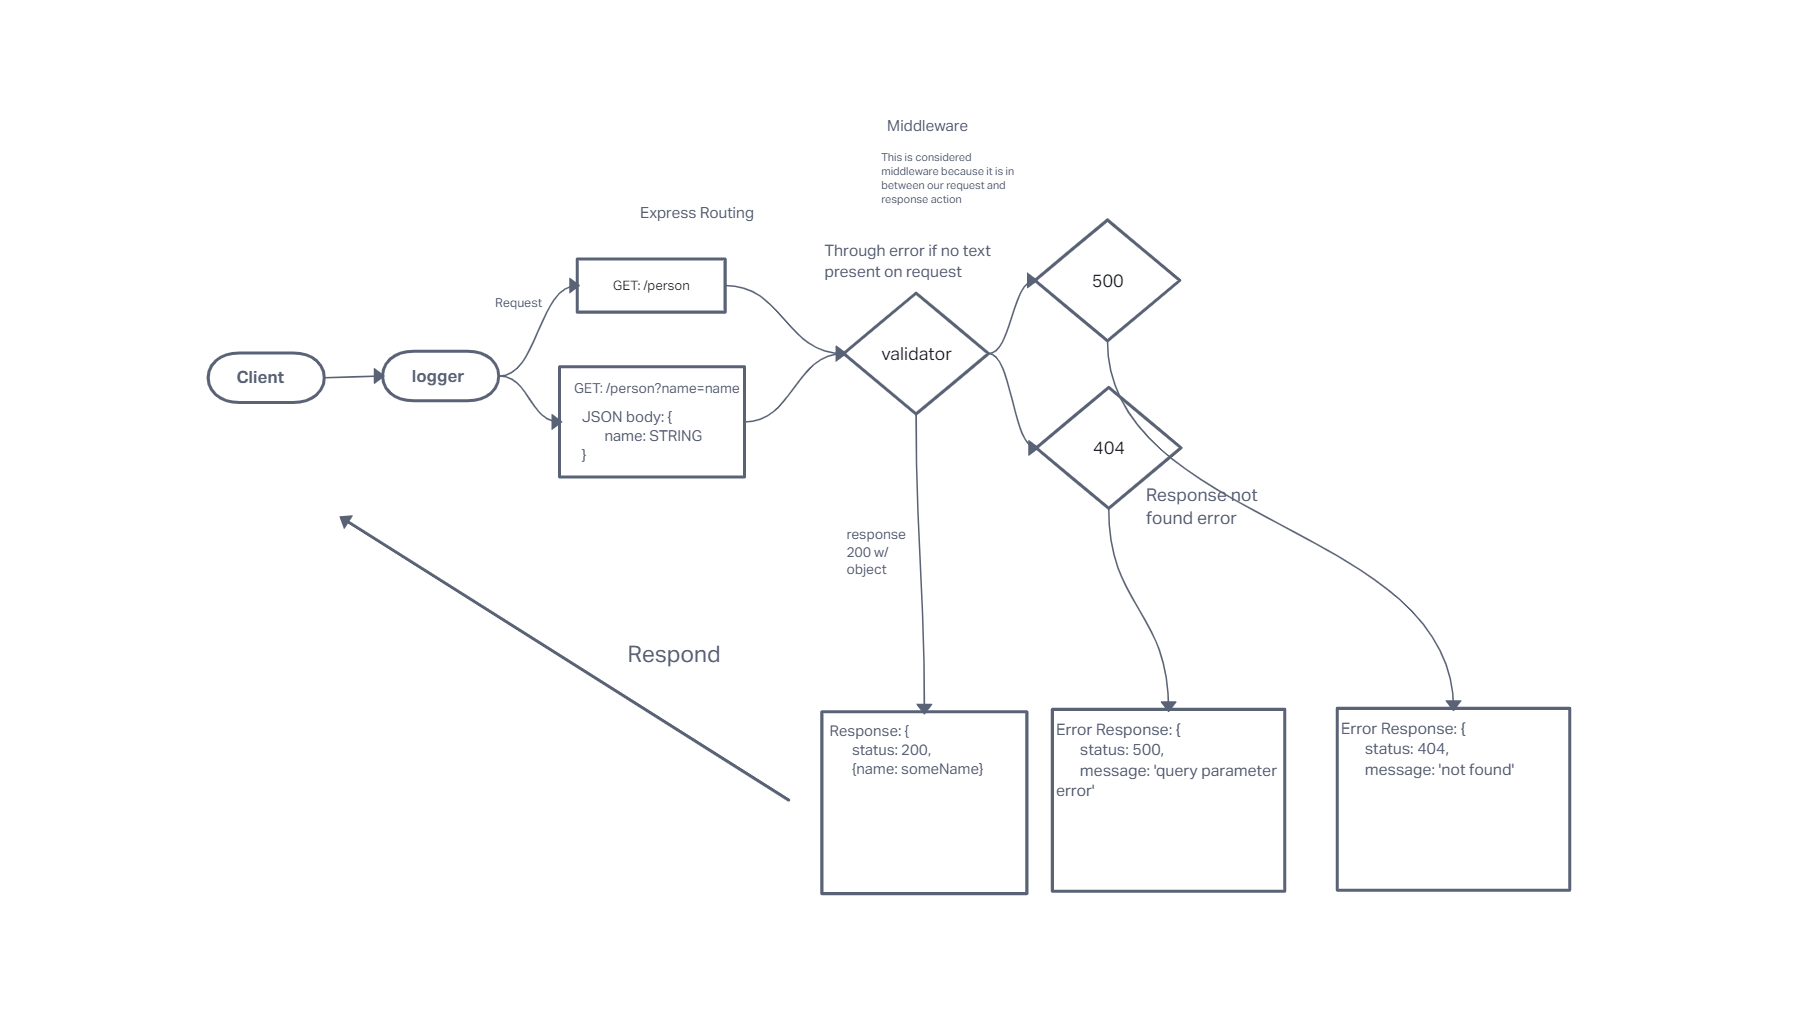 Middleware
This is considered
middleware because it is in
between our request and
response action
Express Routing
Through error if no text
present on request
500
GET: /person
Request
validator
Client
logger
GET: /person?name=name
JSON body: {
name: STRING
}
404
Response not
found error
response
200 w/
object
Respond
Response: {
status: 200,
{name: someName}
Error Response: {
status: 500,
message: 'query parameter
error'
Error Response: {
status: 404,
message: 'not found'